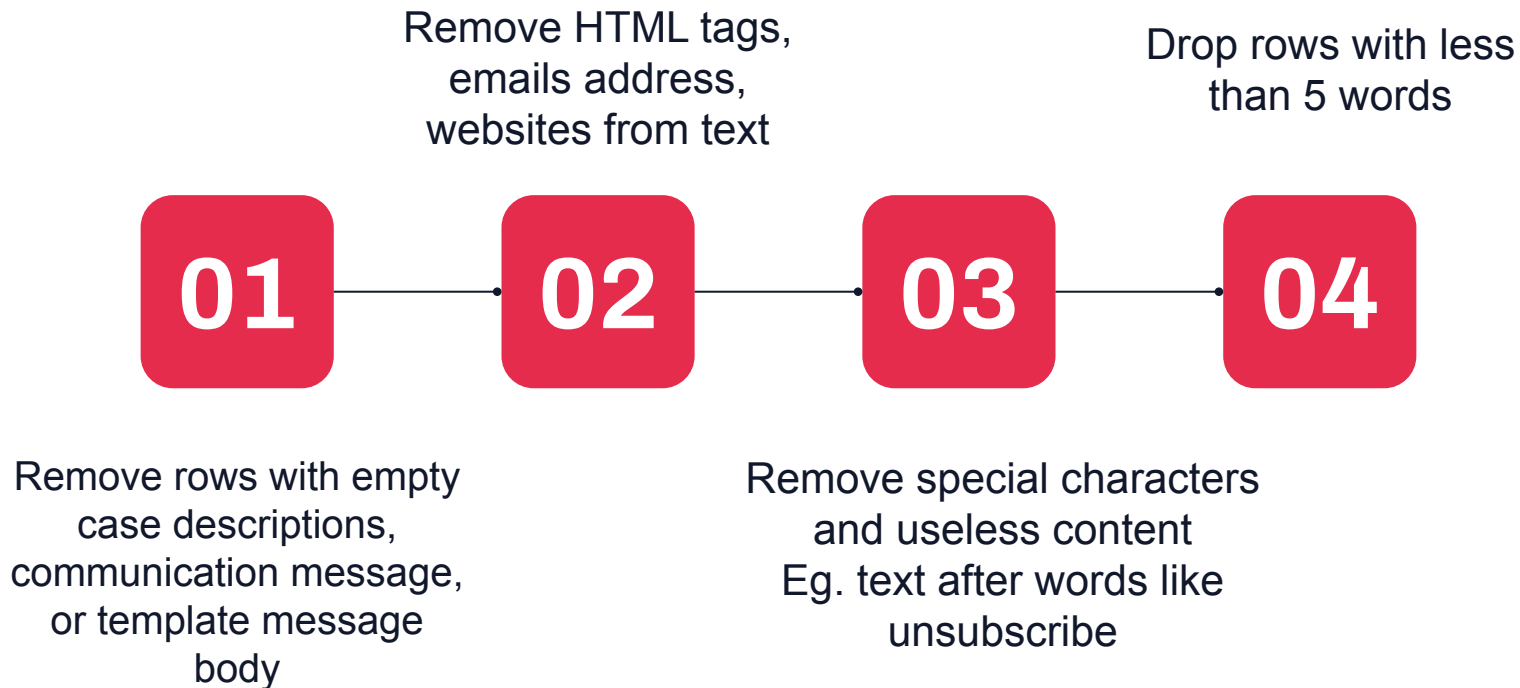 Remove HTML tags,
emails address,
websites from text
Drop rows with less
than 5 words
01
02
03
04
Remove rows with empty
case descriptions,
communication message,
or template message
body
Remove special characters
and useless content
Eg. text after words like
unsubscribe